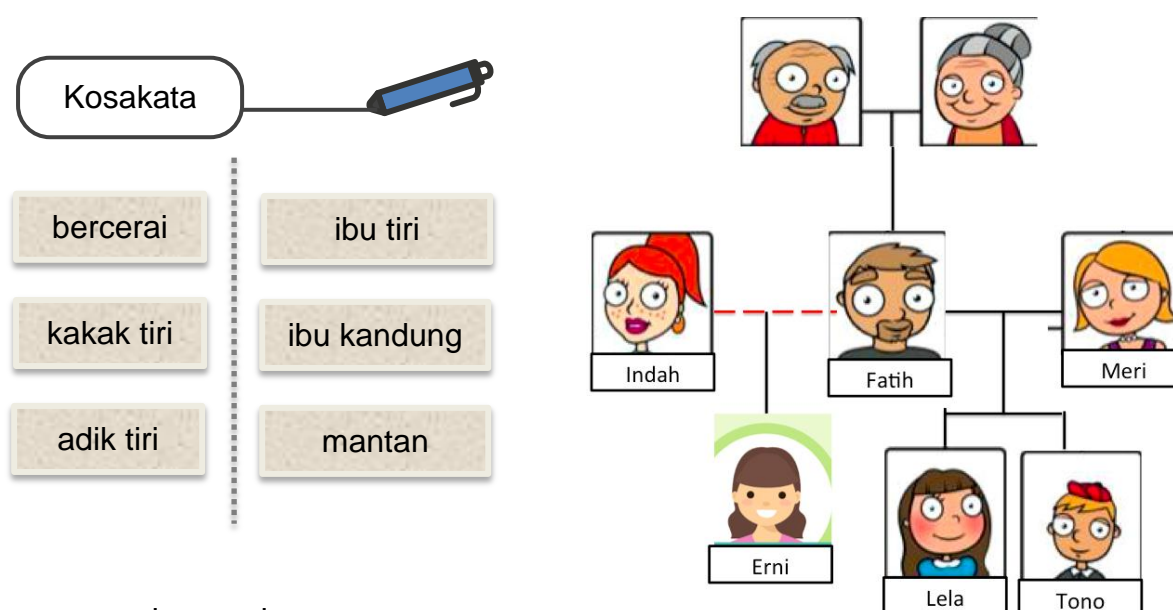 Kosakata
bercerai
ibu tiri
kakak tiri
ibu kandung
adik tiri
mantan
Indah
Fatih
Meri
Erni
Lela
Tono